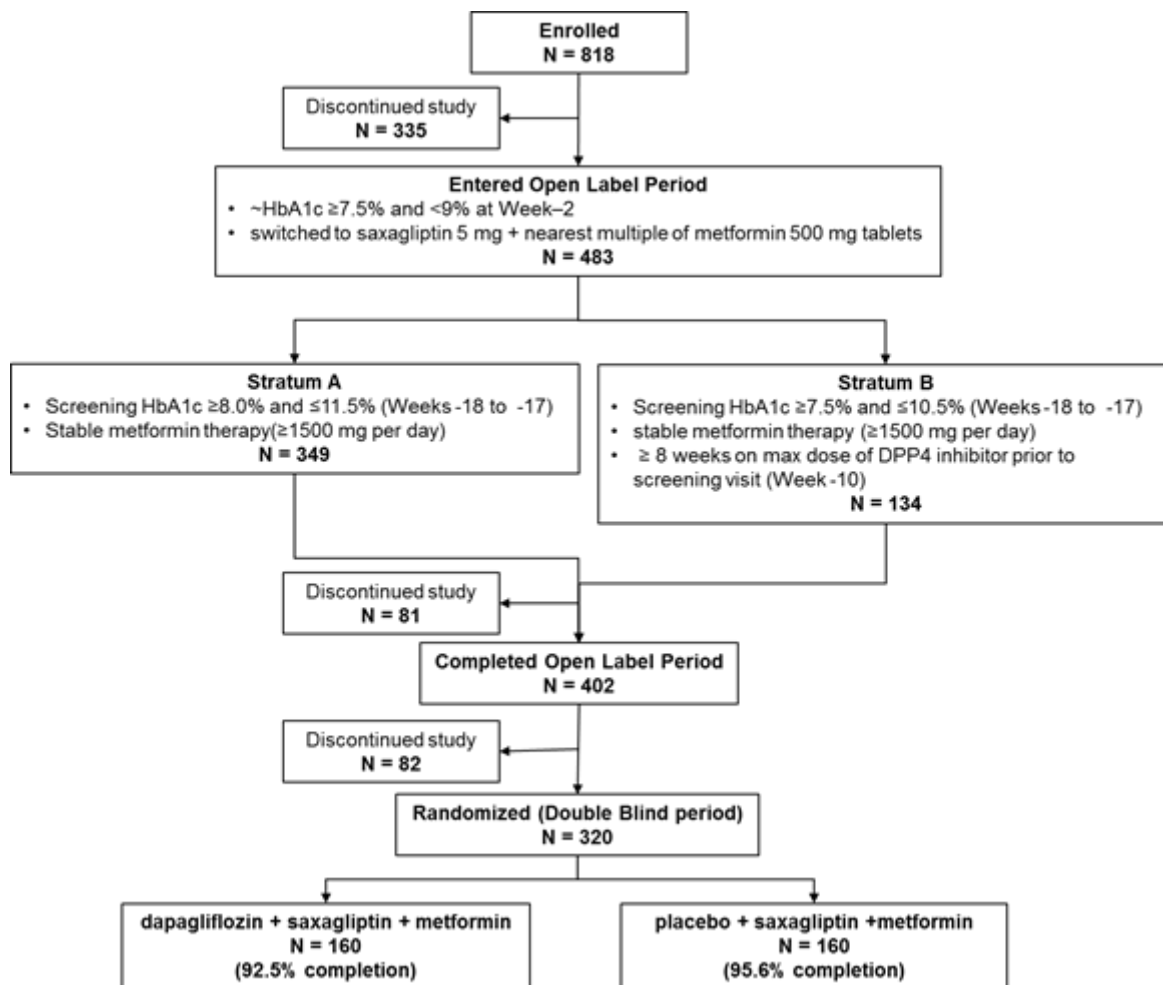 Enrolled
N = 818
Discontinued study
N = 335
Entered Open Label Period
• ~HbA1c ≥7.5% and <9% at Week–2
• switched to saxagliptin 5 mg + nearest multiple of metformin 500 mg tablets
N = 483
Stratum A
• Screening HbA1c ≥8.0% and ≤11.5% (Weeks -18 to -17)
• Stable metformin therapy(≥1500 mg per day)
N = 349
Stratum B
• Screening HbA1c ≥7.5% and ≤10.5% (Weeks -18 to -17)
• stable metformin therapy (≥1500 mg per day)
• ≥ 8 weeks on max dose of DPP4 inhibitor prior to
screening visit (Week -10)
N = 134
Discontinued study
N = 81
Completed Open Label Period
N = 402
Discontinued study
N = 82
Randomized (Double Blind period)
N = 320
dapagliflozin + saxagliptin + metformin
N = 160
(92.5% completion)
placebo + saxagliptin +metformin
N = 160
(95.6% completion)